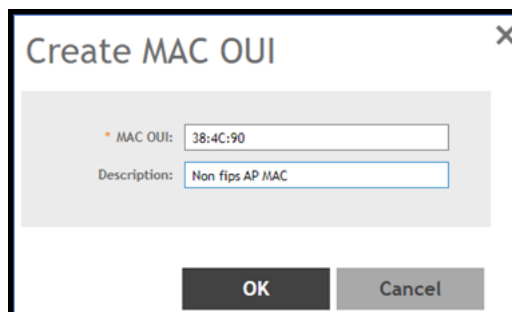 Create MAC OUI
* MAC OUI: 38:4C:90
Description: Non fips AP MAC
OK Cancel